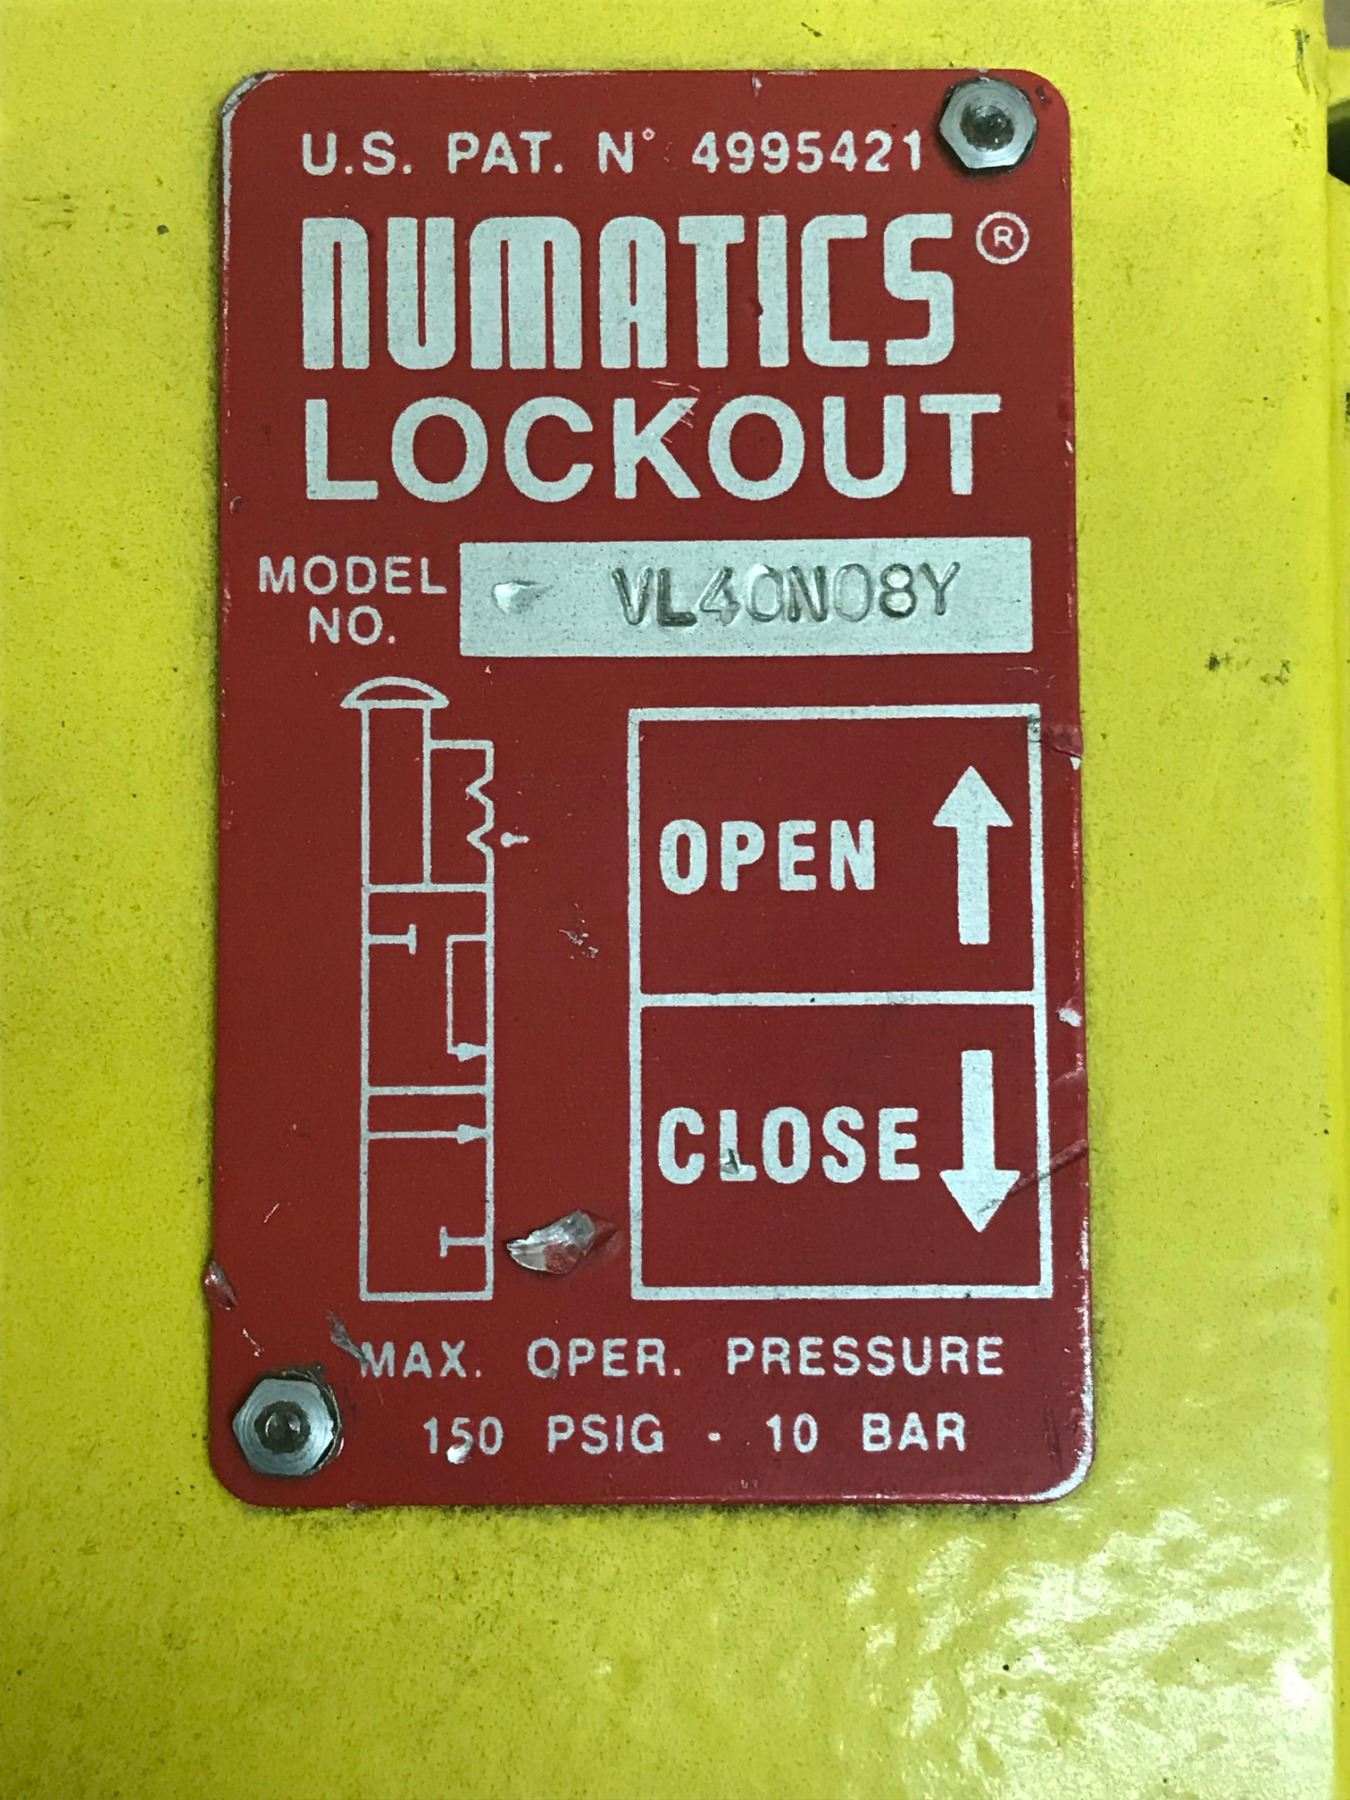 U.S. PAT. N° 4995421
NUMATICS®
LOCKOUT
MODEL NO. VL40N08Y
OPEN
CLOSE
MAX. OPER. PRESSURE
150 PSIG - 10 BAR